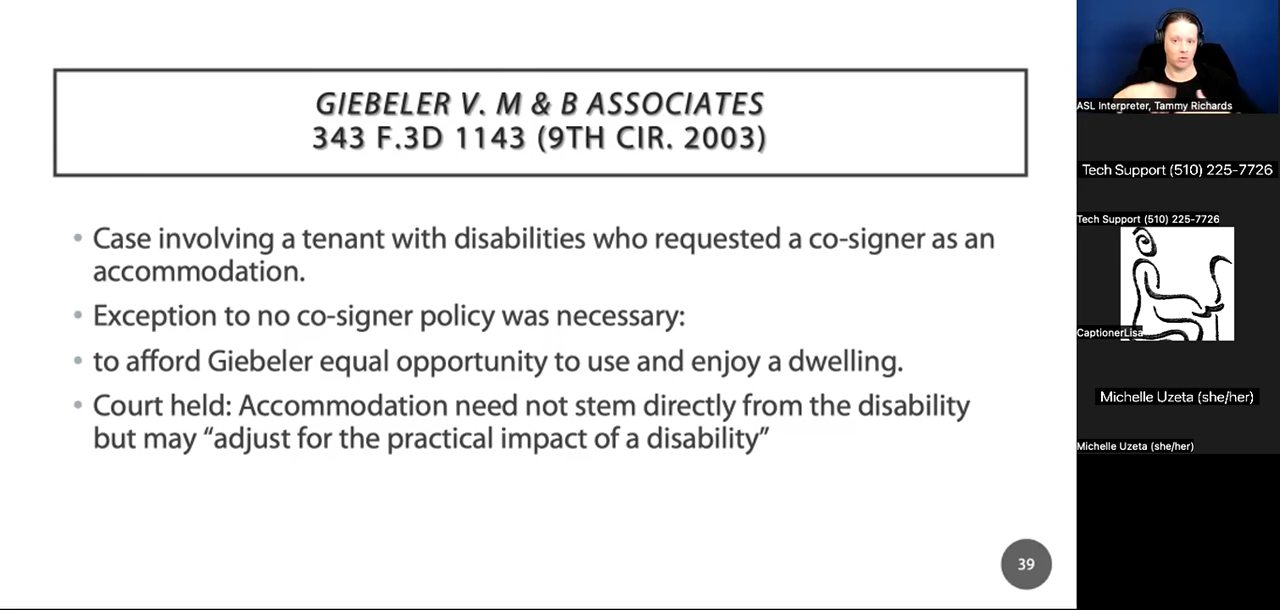 GIEBELER V. M & B ASSOCIATES
343 F.3D 1143 (9TH CIR. 2003)
• Case involving a tenant with disabilities who requested a co-signer as an
accommodation.
• Exception to no co-signer policy was necessary:
• to afford Giebeler equal opportunity to use and enjoy a dwelling.
• Court held: Accommodation need not stem directly from the disability
but may “adjust for the practical impact of a disability”
39
ASL Interpreter, Tammy Richards
Tech Support (510) 225-7726
Tech Support (510) 225-7726
CaptionerLisa
Michelle Uzeta (she/her)
Michelle Uzeta (she/her)